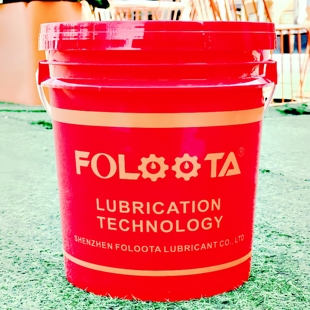 FOLOOTA®
LUBRICATION
TECHNOLOGY
SHENZHEN FOLOOTA LUBRICANT CO., LTD